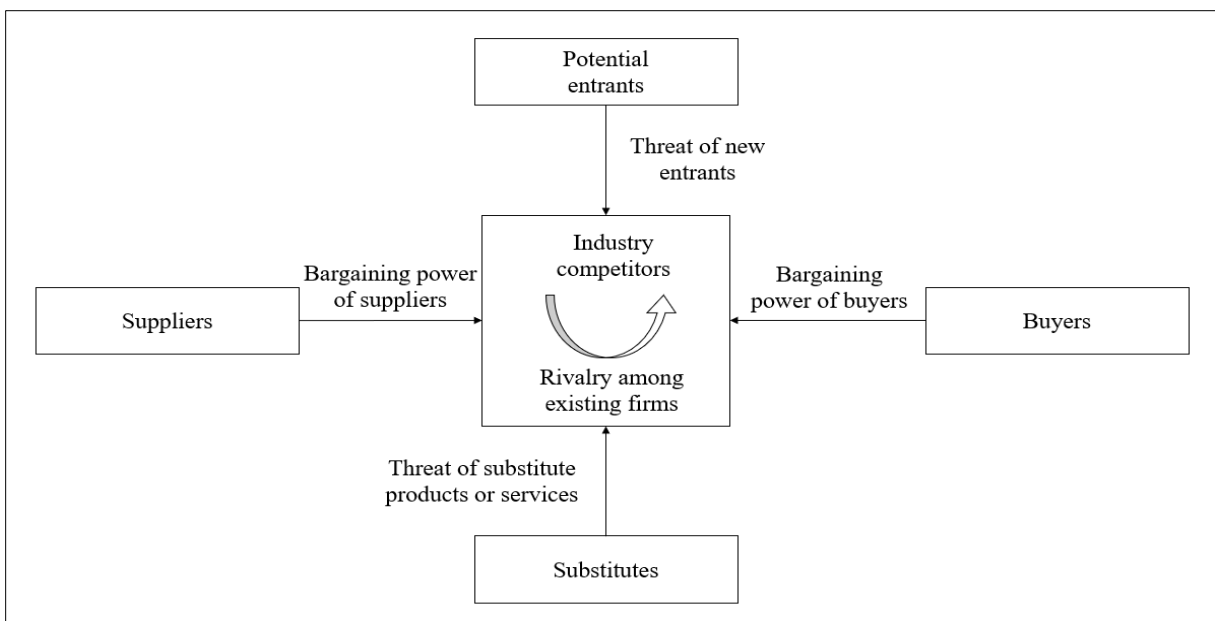 Potential
entrants
Threat of new
entrants
Industry
competitors
Bargaining power
of suppliers
Bargaining
power of buyers
Suppliers
Buyers
Rivalry among
existing firms
Threat of substitute
products or services
Substitutes